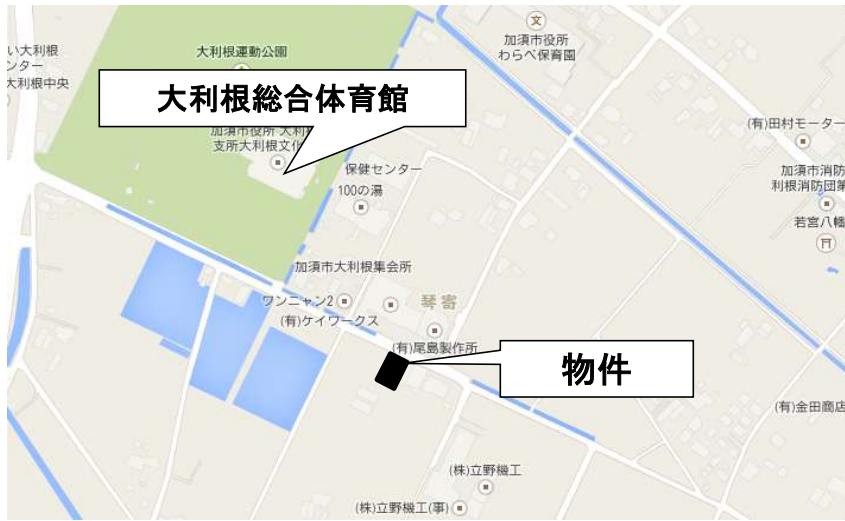 い大利根
ンター
大利根中央
大利根運動公園
加須市役所
わらべ保育園
大利根総合体育館
加須市役所 大利
支所大利根文化
保健センター
100の湯
(有)田村モーター
加須市消防
利根消防団第
若宮八幡
加須市大利根集会所
ワンニャン2
琴寄
(有)ケイワークス
(有)尾島製作所
物件
(有)金田商店
(株)立野機工
(株)立野機工(事)